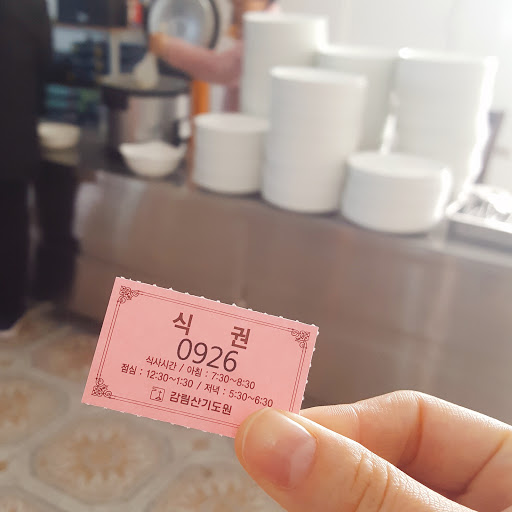 식 권
0926
식사시간 / 아침 : 7:30~8:30
점심 : 12:30~1:30 / 저녁 : 5:30~6:30
감림산기도원